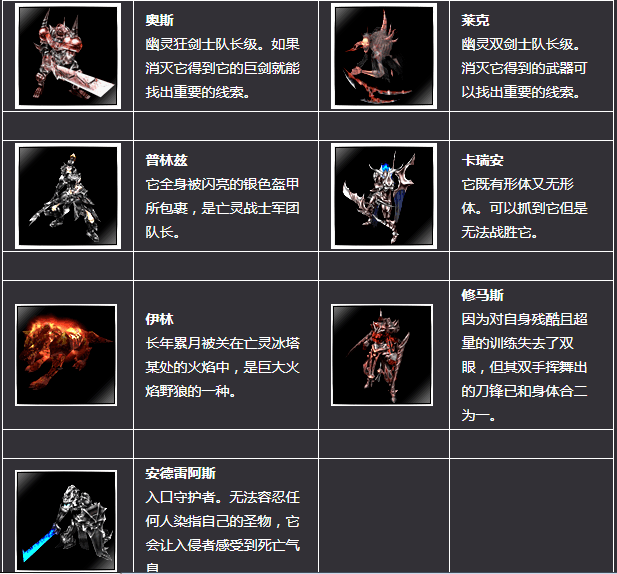 奥斯
幽灵狂剑士队长级。如果
消灭它得到它的巨剑就能
找出重要的线索。
莱克
幽灵双剑士队长级。
消灭它得到的武器可
以找出重要的线索。
普林兹
它全身被闪亮的银色盔甲
所包裹，是亡灵战士军团
队长。
卡瑞安
它既有形体又无形
体。可以抓到它但是
无法战胜它。
伊林
长年累月被关在亡灵冰塔
某处的火焰中，是巨大火
焰野狼的一种。
修马斯
因为对自身残酷且超
量的训练失去了双
眼，但其双手挥舞出
的刀锋已和身体合二
为一。
安德雷阿斯
入口守护者。无法容忍任
何人染指自己的圣物，它
会让入侵者感受到死亡气
息